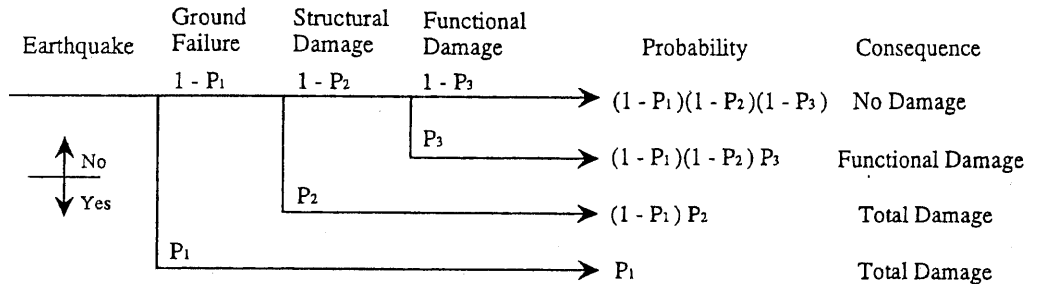 Earthquake Ground Failure Structural Damage Functional Damage Probability Consequence
1 - P₁ 1 - P₂ 1 - P₃ (1 - P₁)(1 - P₂)(1 - P₃) No Damage
P₃ (1 - P₁)(1 - P₂) P₃ Functional Damage
No
Yes
P₂ (1 - P₁) P₂ Total Damage
P₁ P₁ Total Damage